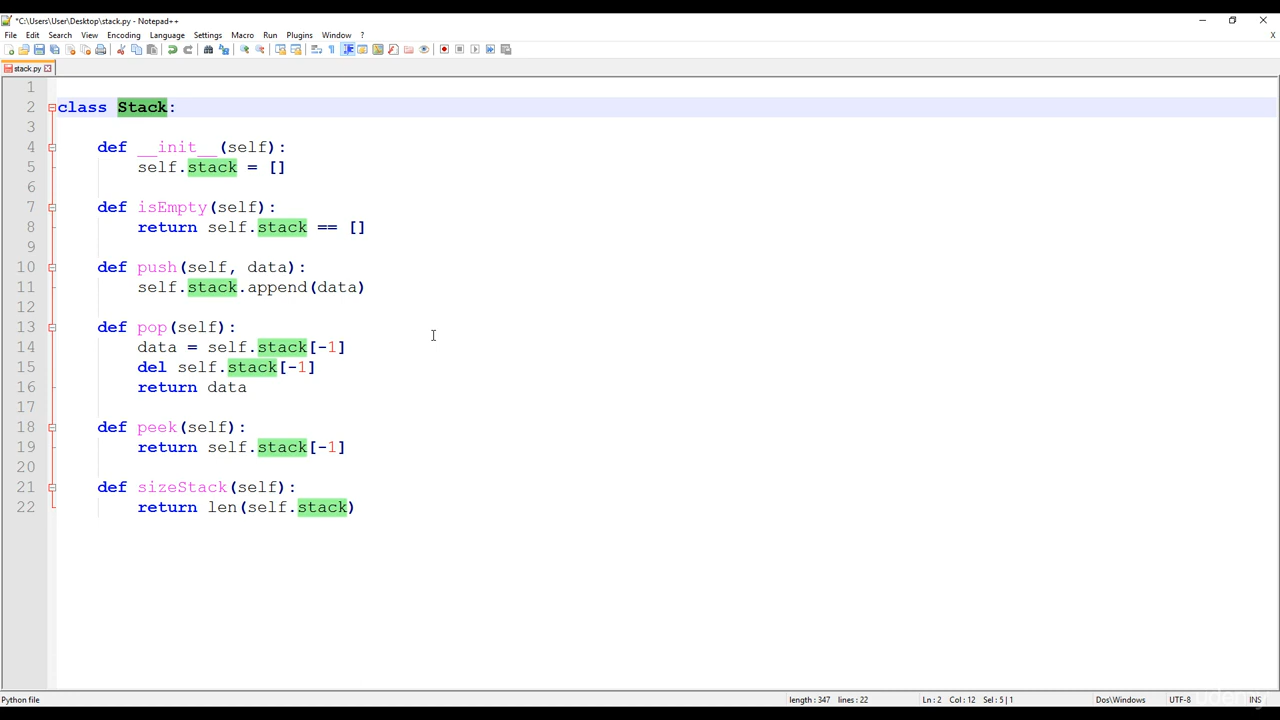 *C:\Users\User\Desktop\stack.py - Notepad++
File Edit Search View Encoding Language Settings Macro Run Plugins Window ? X
stack.py
1
2 class Stack:
3
4     def __init__(self):
5         self.stack = []
6
7     def isEmpty(self):
8         return self.stack == []
9
10     def push(self, data):
11         self.stack.append(data)
12
13     def pop(self):
14         data = self.stack[-1]
15         del self.stack[-1]
16         return data
17
18     def peek(self):
19         return self.stack[-1]
20
21     def sizeStack(self):
22         return len(self.stack)
Python file length : 347 lines : 22 Ln : 2 Col : 12 Sel : 5 | 1 Dos\Windows UTF-8 INS